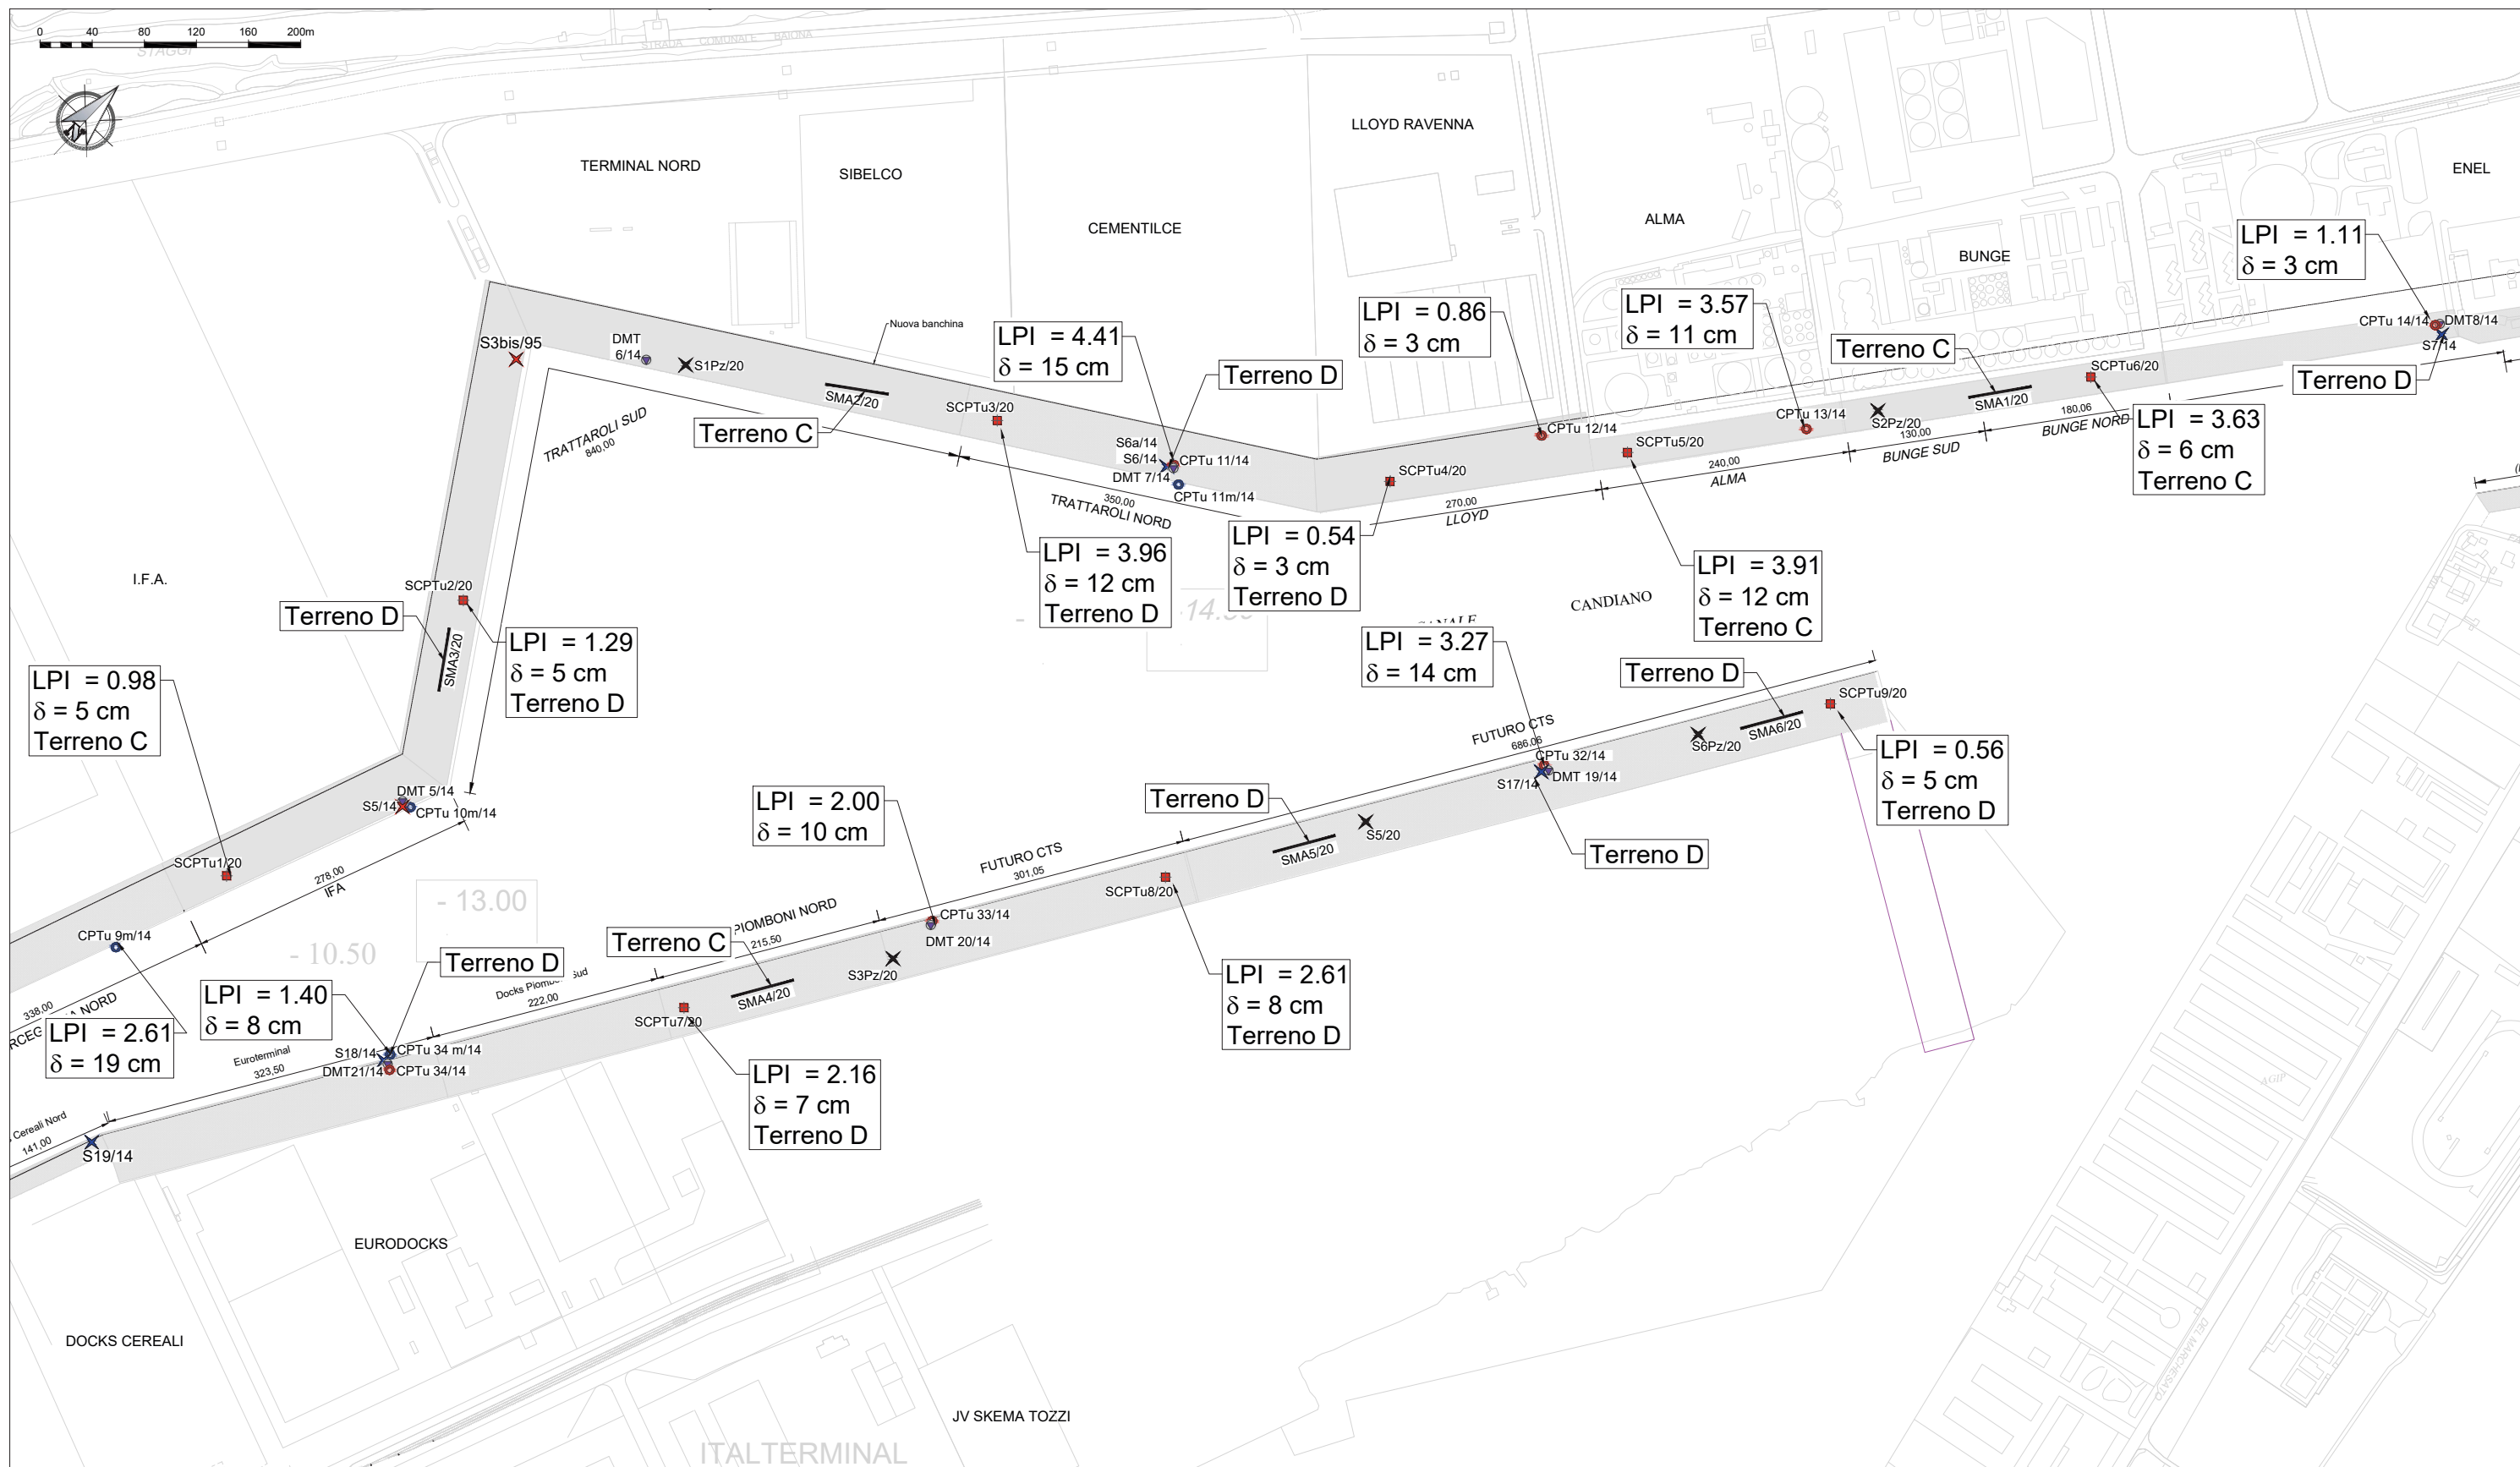 0 40 80 120 160 200m
STAGGI
STRADA COMUNALE BAIONA
N
TERMINAL NORD
SIBELCO
CEMENTILCE
LLOYD RAVENNA
ALMA
BUNGE
ENEL
LPI = 1.11
δ = 3 cm
CPTu 14/14
DMT8/14
S7/14
Terreno D
LPI = 3.57
δ = 11 cm
LPI = 0.86
δ = 3 cm
LPI = 4.41
δ = 15 cm
Terreno D
Terreno C
Nuova banchina
S3bis/95
DMT
6/14
S1Pz/20
SMA2/20
Terreno C
SCPTu3/20
S6a/14
S6/14
DMT 7/14
CPTu 11/14
CPTu 11m/14
SCPTu4/20
CPTu 12/14
SCPTu5/20
CPTu 13/14
S2Pz/20
SMA1/20
SCPTu6/20
TRATTAROLI SUD
840,00
TRATTAROLI NORD
350,00
270,00
LLOYD
240,00
ALMA
130,00
BUNGE SUD
180,06
BUNGE NORD
LPI = 3.63
δ = 6 cm
Terreno C
LPI = 3.96
δ = 12 cm
Terreno D
LPI = 0.54
δ = 3 cm
Terreno D
LPI = 3.91
δ = 12 cm
Terreno C
CANDIANO
I.F.A.
SCPTu2/20
Terreno D
SMA3/20
LPI = 1.29
δ = 5 cm
Terreno D
LPI = 0.98
δ = 5 cm
Terreno C
LPI = 3.27
δ = 14 cm
Terreno D
SCPTu9/20
SMA6/20
S6Pz/20
LPI = 0.56
δ = 5 cm
Terreno D
FUTURO CTS
686,06
CPTu 32/14
DMT 19/14
S17/14
Terreno D
DMT 5/14
S5/14
CPTu 10m/14
SCPTu1/20
278,00
IFA
CPTu 9m/14
- 13.00
- 10.50
LPI = 2.00
δ = 10 cm
Terreno D
S5/20
SMA5/20
FUTURO CTS
301,05
SCPTu8/20
PIOMBONI NORD
215,50
CPTu 33/14
DMT 20/14
Terreno C
S3Pz/20
SMA4/20
Terreno D
222,00
SCPTu7/20
LPI = 2.61
δ = 8 cm
Terreno D
LPI = 1.40
δ = 8 cm
338,00
NORD
LPI = 2.61
δ = 19 cm
Euroterminal
323,50
S18/14
CPTu 34 m/14
DMT21/14
CPTu 34/14
LPI = 2.16
δ = 7 cm
Terreno D
Cereali Nord
141,00
S19/14
AGIP
EURODOCKS
DOCKS CEREALI
JV SKEMA TOZZI
ITALTERMINAL
DEL MARCHESATO